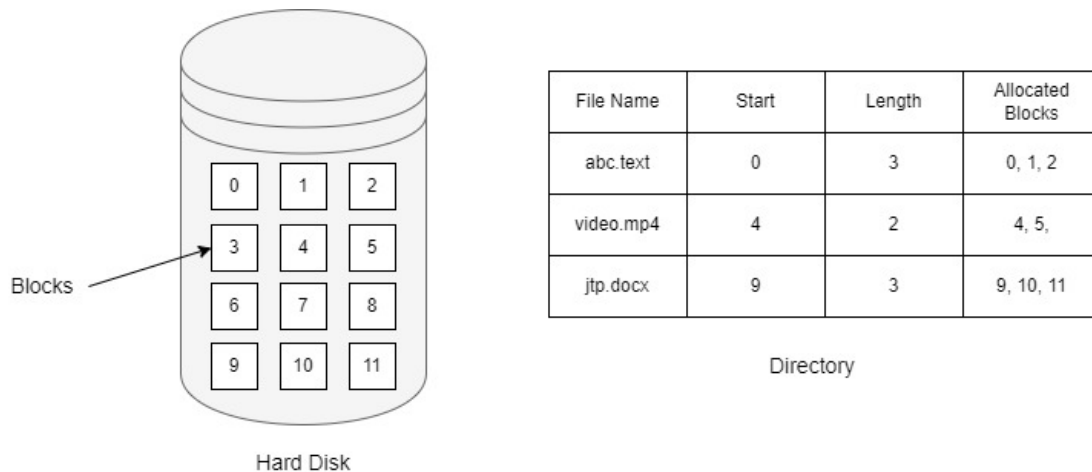 0 1 2
3 4 5
6 7 8
9 10 11
Blocks
Hard Disk
File Name Start Length Allocated
Blocks
abc.text 0 3 0, 1, 2
video.mp4 4 2 4, 5,
jtp.docx 9 3 9, 10, 11
Directory